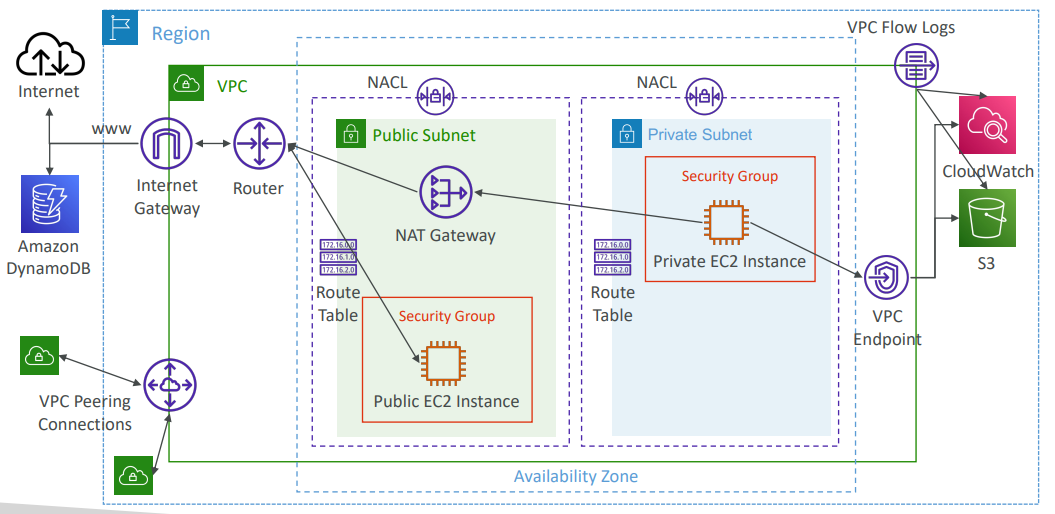 VPC Flow Logs
Region
Internet
NACL
NACL
VPC
www
Public Subnet
Private Subnet
Internet
Gateway
Router
Security Group
CloudWatch
NAT Gateway
Amazon
DynamoDB
172.16.0.0
172.16.1.0
172.16.2.0
172.16.0.0
172.16.1.0
172.16.2.0
Private EC2 Instance
S3
Route
Table
Route
Table
Security Group
VPC
Endpoint
Public EC2 Instance
VPC Peering
Connections
Availability Zone